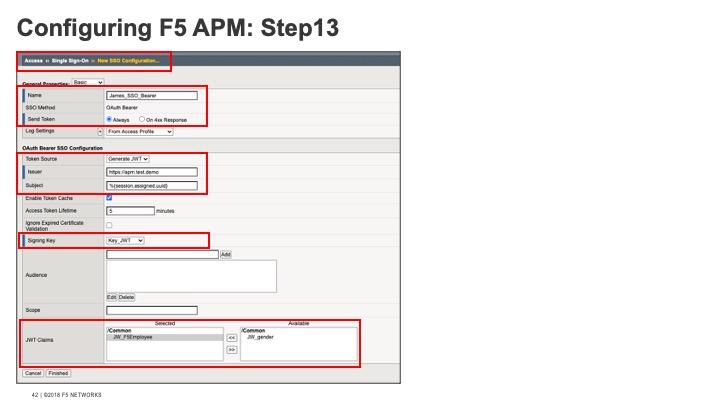 Configuring F5 APM: Step13
Access ›› Single Sign-On ›› New SSO Configuration...
General Properties: Basic
Name James_SSO_Bearer
SSO Method OAuth Bearer
Send Token Always On 4xx Response
Log Settings + From Access Profile
OAuth Bearer SSO Configuration
Token Source Generate JWT
Issuer https://apm.test.demo
Subject %{session.assigned.uuid}
Enable Token Cache
Access Token Lifetime 5 minutes
Ignore Expired Certificate
Validation
Signing Key Key_JWT
Add
Audience
Edit Delete
Scope
Selected Available
/Common /Common
JW_F5Employee << JW_gender
JWT Claims
>>
Cancel Finished
42 | ©2018 F5 NETWORKS